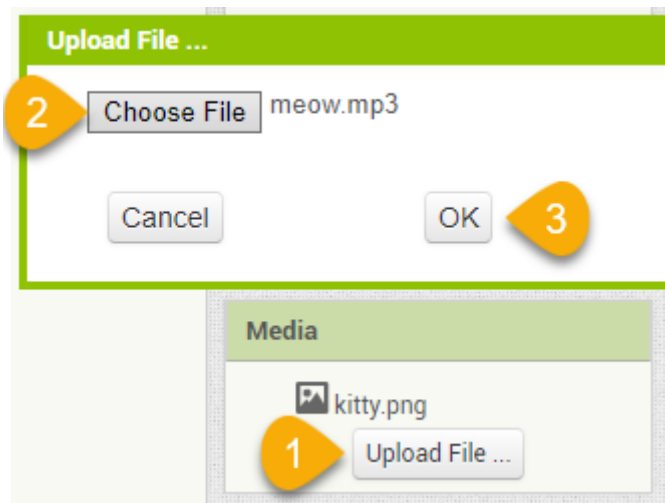 Upload File ...
2 Choose File meow.mp3
Cancel OK 3
Media
kitty.png
1 Upload File ...